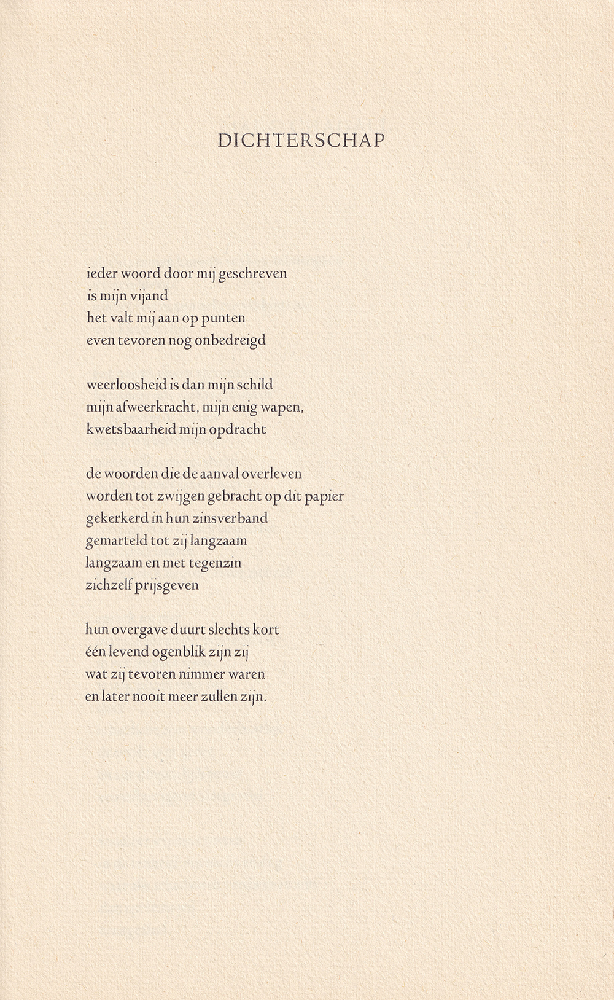 DICHTERSCHAP
ieder woord door mij geschreven
is mijn vijand
het valt mij aan op punten
even tevoren nog onbedreigd
weerloosheid is dan mijn schild
mijn afweerkracht, mijn enig wapen,
kwetsbaarheid mijn opdracht
de woorden die de aanval overleven
worden tot zwijgen gebracht op dit papier
gekerkerd in hun zinsverband
gemarteld tot zij langzaam
langzaam en met tegenzin
zichzelf prijsgeven
hun overgave duurt slechts kort
één levend ogenblik zijn zij
wat zij tevoren nimmer waren
en later nooit meer zullen zijn.